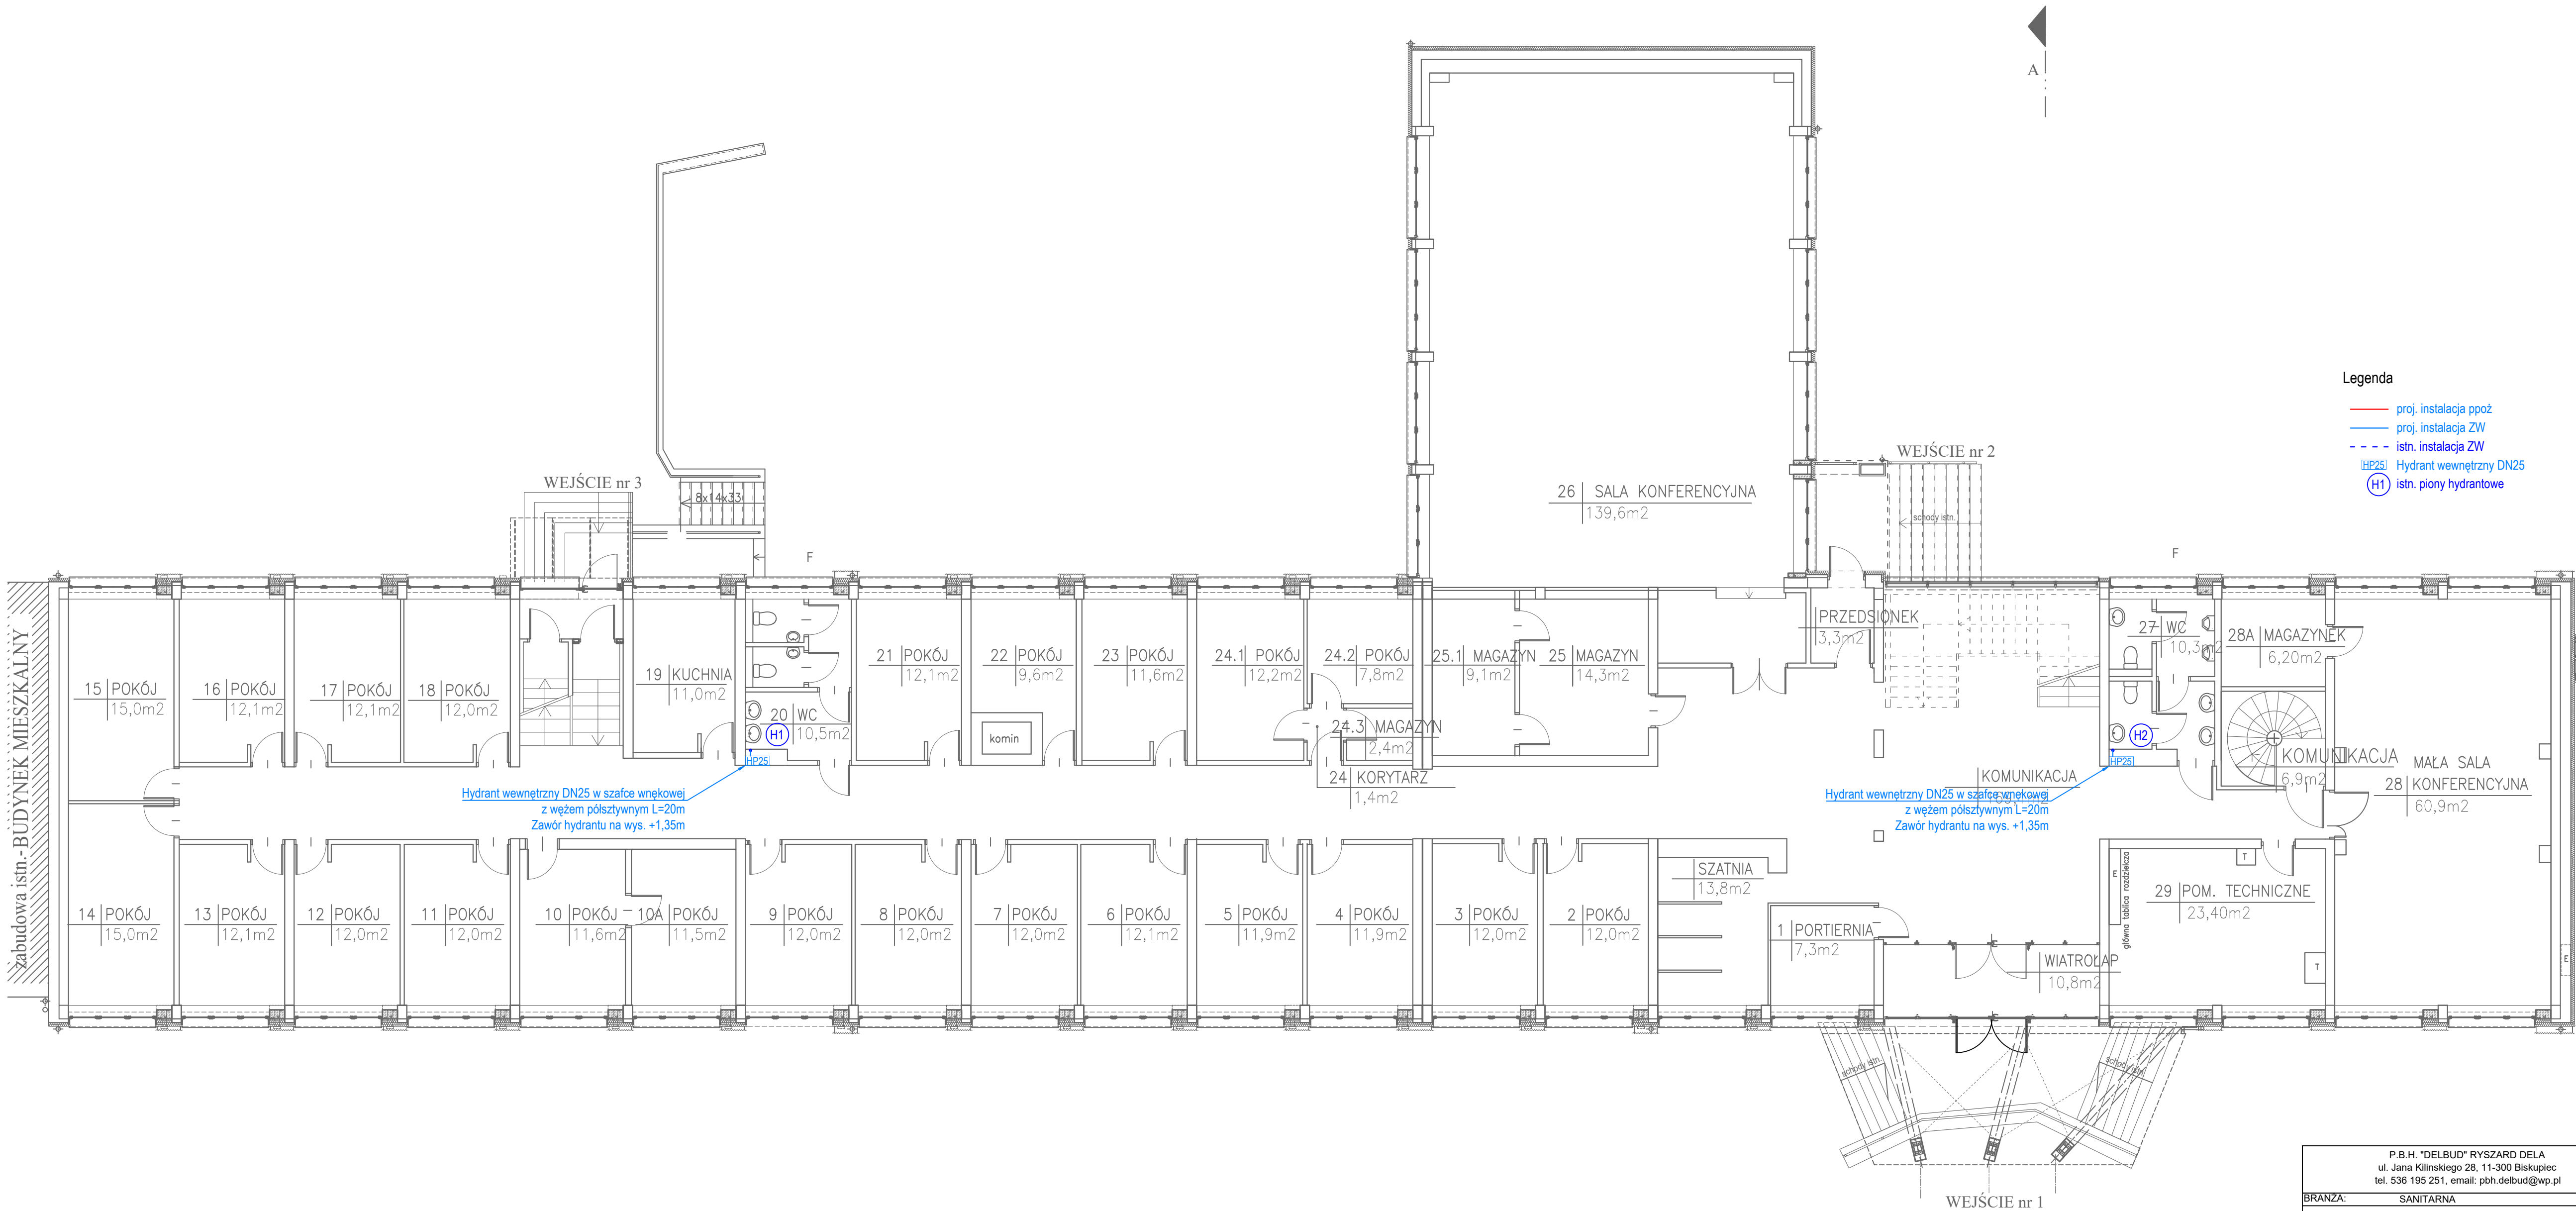 A
Legenda
proj. instalacja ppoż
proj. instalacja ZW
istn. instalacja ZW
HP25 Hydrant wewnętrzny DN25
H1 istn. piony hydrantowe
WEJŚCIE nr 3
8x14x33
WEJŚCIE nr 2
schody istn.
26 SALA KONFERENCYJNA
139,6m2
F
F
zabudowa istn.-BUDYNEK MIESZKALNY
15 POKÓJ
15,0m2
16 POKÓJ
12,1m2
17 POKÓJ
12,1m2
18 POKÓJ
12,0m2
19 KUCHNIA
11,0m2
20 WC
10,5m2
H1
HP25
21 POKÓJ
12,1m2
22 POKÓJ
9,6m2
komin
23 POKÓJ
11,6m2
24.1 POKÓJ
12,2m2
24.2 POKÓJ
7,8m2
24.3 MAGAZYN
2,4m2
24 KORYTARZ
1,4m2
25.1 MAGAZYN
9,1m2
25 MAGAZYN
14,3m2
PRZEDSIONEK
3,3m2
27 WC
10,3m2
H2
HP25
28A MAGAZYNEK
6,20m2
KOMUNIKACJA
6,9m2
MAŁA SALA
28 KONFERENCYJNA
60,9m2
KOMUNIKACJA
Hydrant wewnętrzny DN25 w szafce wnękowej
z wężem półsztywnym L=20m
Zawór hydrantu na wys. +1,35m
Hydrant wewnętrzny DN25 w szafce wnękowej
z wężem półsztywnym L=20m
Zawór hydrantu na wys. +1,35m
14 POKÓJ
15,0m2
13 POKÓJ
12,1m2
12 POKÓJ
12,0m2
11 POKÓJ
12,0m2
10 POKÓJ
11,6m2
10A POKÓJ
11,5m2
9 POKÓJ
12,0m2
8 POKÓJ
12,0m2
7 POKÓJ
12,0m2
6 POKÓJ
12,1m2
5 POKÓJ
11,9m2
4 POKÓJ
11,9m2
3 POKÓJ
12,0m2
2 POKÓJ
12,0m2
SZATNIA
13,8m2
1 PORTIERNIA
7,3m2
WIATROŁAP
10,8m2
E
główna tablica rozdzielcza
T
29 POM. TECHNICZNE
23,40m2
T
E
schody istn.
schody istn.
WEJŚCIE nr 1
P.B.H. "DELBUD" RYSZARD DELA
ul. Jana Kilinskiego 28, 11-300 Biskupiec
tel. 536 195 251, email: pbh.delbud@wp.pl
BRANŻA: SANITARNA